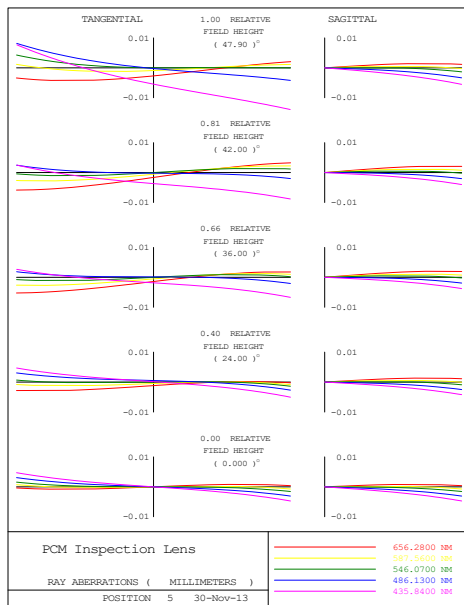 TANGENTIAL 1.00 RELATIVE SAGITTAL
FIELD HEIGHT
( 47.90 )°
0.01 0.01
-0.01 -0.01
0.81 RELATIVE
FIELD HEIGHT
( 42.00 )°
0.01 0.01
-0.01 -0.01
0.66 RELATIVE
FIELD HEIGHT
( 36.00 )°
0.01 0.01
-0.01 -0.01
0.40 RELATIVE
FIELD HEIGHT
( 24.00 )°
0.01 0.01
-0.01 -0.01
0.00 RELATIVE
FIELD HEIGHT
( 0.000 )°
0.01 0.01
-0.01 -0.01
PCM Inspection Lens
RAY ABERRATIONS ( MILLIMETERS )
POSITION 5 30-Nov-13
656.2800 NM
NM
546.0700 NM
486.1300 NM
435.8400 NM